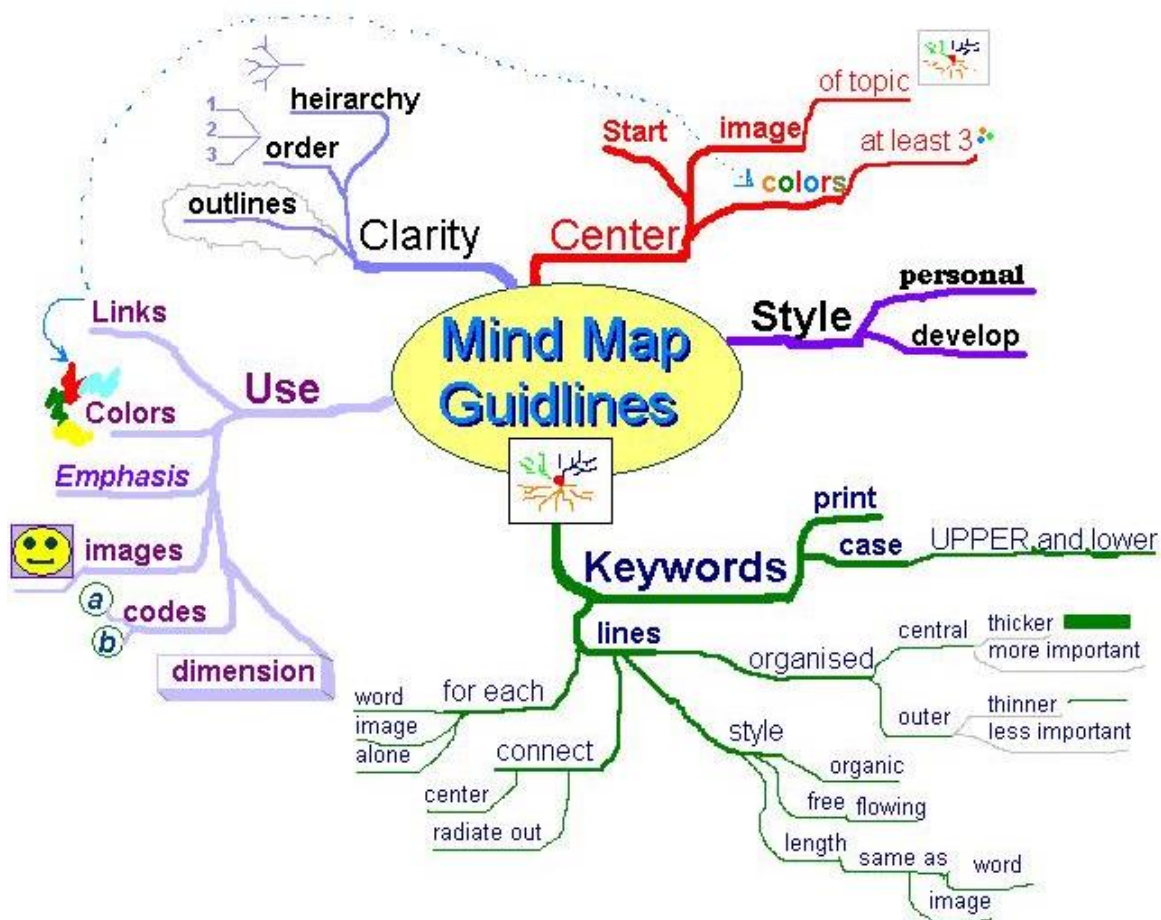 Mind Map
Guidlines
Center
Start
image
of topic
colors
at least 3
Style
personal
develop
Keywords
print
case
UPPER and lower
lines
organised
central
thicker
more important
outer
thinner
less important
style
organic
free flowing
length
same as
word
image
connect
center
radiate out
for each
word
image
alone
Use
Links
Colors
Emphasis
images
codes
a
b
dimension
Clarity
heirarchy
order
1
2
3
outlines